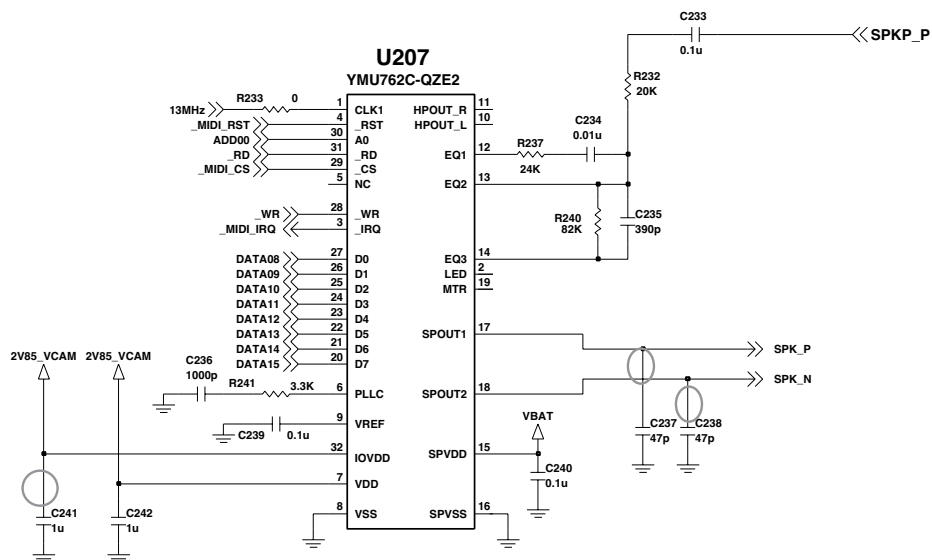 C233
0.1u
SPKP_P
U207
YMU762C-QZE2
R232
20K
R233 0
13MHz
1 CLK1
HPOUT_R 11
_MIDI_RST
4 _RST
HPOUT_L 10
C234
0.01u
ADD00
30 A0
R237
24K
_RD
31 _RD
EQ1 12
_MIDI_CS
29 _CS
5 NC
EQ2 13
_WR
28 _WR
R240
82K
C235
390p
_MIDI_IRQ
3 _IRQ
DATA08
27 D0
EQ3 14
DATA09
26 D1
LED 2
DATA10
25 D2
MTR 19
DATA11
24 D3
DATA12
23 D4
DATA13
22 D5
SPOUT1 17
DATA14
21 D6
SPK_P
DATA15
20 D7
2V85_VCAM 2V85_VCAM
C236
1000p
R241 3.3K
6 PLLC
SPOUT2 18
SPK_N
9 VREF
C239 0.1u
VBAT
C237
47p
C238
47p
32 IOVDD
SPVDD 15
C240
0.1u
7 VDD
C241
1u
C242
1u
8 VSS
SPVSS 16